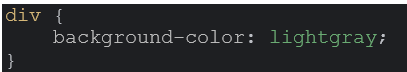 div {
    background-color: lightgray;
}